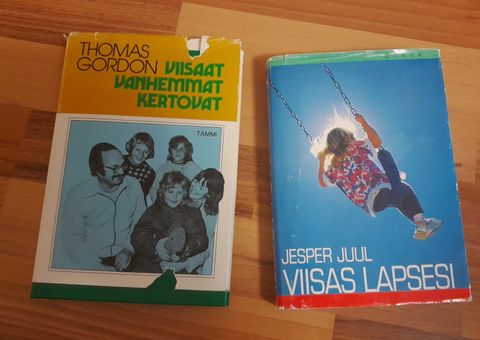 THOMAS
GORDON VIISAAT
VANHEMMAT
KERTOVAT
TAMMI
JESPER JUUL
VIISAS LAPSESI